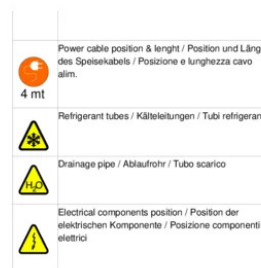 Power cable position & lenght / Position und Läng
des Speisekabels / Posizione e lunghezza cavo
alim.
4 mt
Refrigerant tubes / Kälteleitungen / Tubi refrigeran
Drainage pipe / Ablaufrohr / Tubo scarico
H₂O
Electrical components position / Position der
elektrischen Komponente / Posizione componenti
elettrici